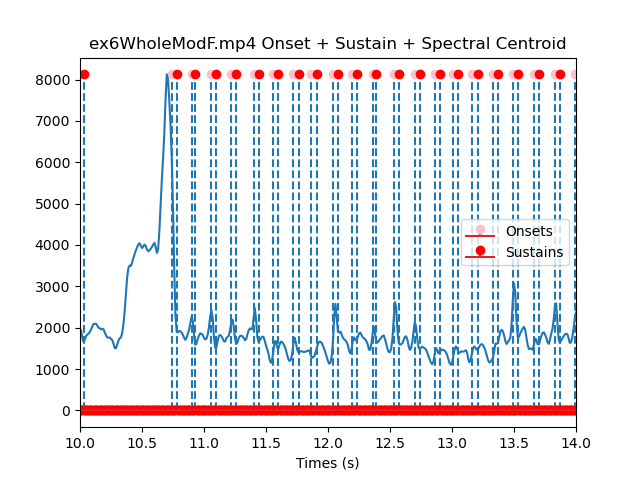 ex6WholeModF.mp4 Onset + Sustain + Spectral Centroid
8000
7000
6000
5000
4000
3000
2000
1000
0
Onsets
Sustains
10.0 10.5 11.0 11.5 12.0 12.5 13.0 13.5 14.0
Times (s)